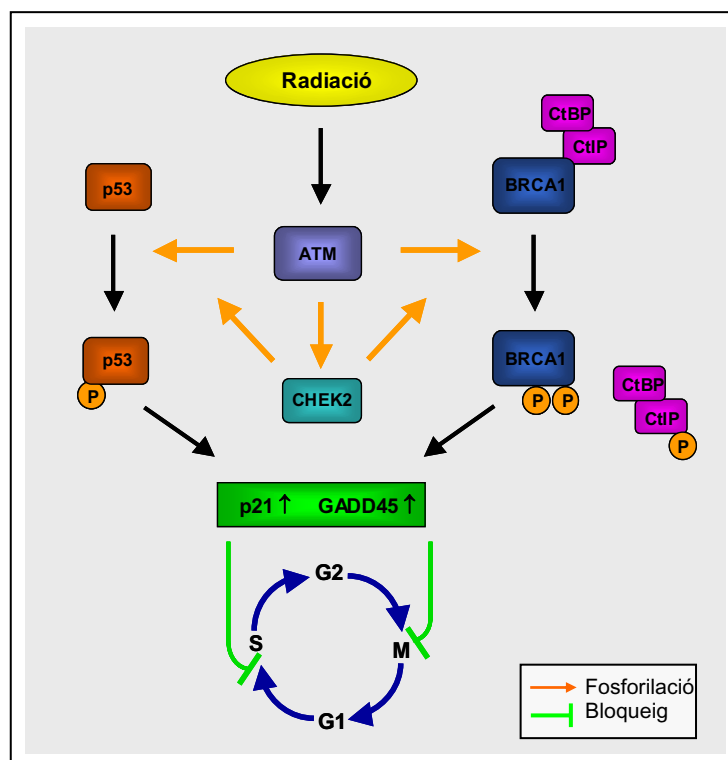 Radiació
CtBP
CtIP
p53
BRCA1
ATM
p53
P
CHEK2
BRCA1
P P
CtBP
CtIP
P
p21 ↑ GADD45 ↑
G2
S
M
G1
Fosforilació
Bloqueig